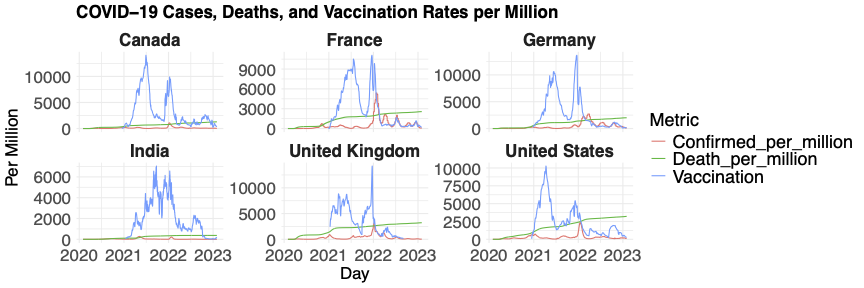 COVID−19 Cases, Deaths, and Vaccination Rates per Million
Canada
France
Germany
10000
5000
0
9000
6000
3000
0
10000
5000
0
India
United Kingdom
United States
6000
4000
2000
0
10000
5000
0
10000
7500
5000
2500
0
2020 2021 2022 2023
2020 2021 2022 2023
2020 2021 2022 2023
Per Million
Day
Metric
Confirmed_per_million
Death_per_million
Vaccination